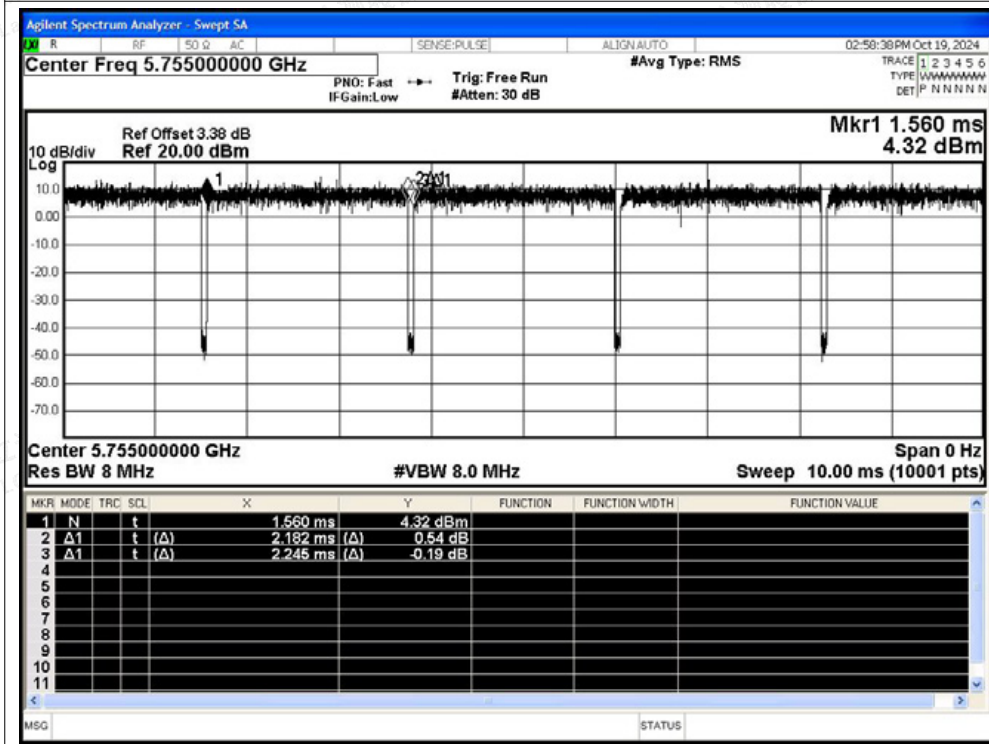 Agilent Spectrum Analyzer - Swept SA
R RF 50 Ω AC SENSE:PULSE ALIGN AUTO 02:58:38 PM Oct 19, 2024
Center Freq 5.755000000 GHz #Avg Type: RMS TRACE 1 2 3 4 5 6
PNO: Fast Trig: Free Run TYPE WWWWWW
IFGain:Low #Atten: 30 dB DET P N N N N N
Mkr1 1.560 ms
Ref Offset 3.38 dB
10 dB/div Ref 20.00 dBm 4.32 dBm
Log
1
10.0
0.00
-10.0
-20.0
-30.0
-40.0
-50.0
-60.0
-70.0
Center 5.755000000 GHz Span 0 Hz
Res BW 8 MHz #VBW 8.0 MHz Sweep 10.00 ms (10001 pts)
MKR MODE TRC SCL X Y FUNCTION FUNCTION WIDTH FUNCTION VALUE
1 N t 1.560 ms 4.32 dBm
2 Δ1 t (Δ) 2.182 ms (Δ) 0.54 dB
3 Δ1 t (Δ) 2.245 ms (Δ) -0.19 dB
4
5
6
7
8
9
10
11
MSG STATUS